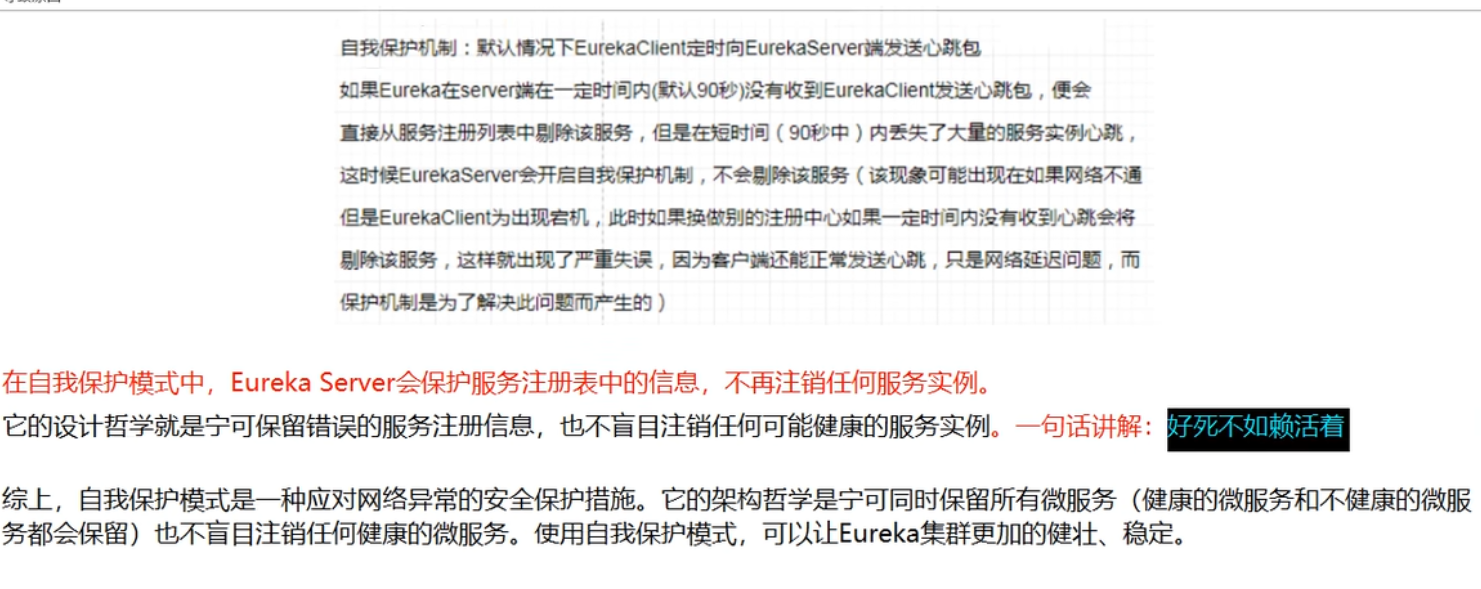 自我保护机制：默认情况下EurekaClient定时向EurekaServer端发送心跳包
如果Eureka在server端在一定时间内(默认90秒)没有收到EurekaClient发送心跳包，便会
直接从服务注册列表中剔除该服务，但是在短时间（90秒中）内丢失了大量的服务实例心跳，
这时候EurekaServer会开启自我保护机制，不会剔除该服务（该现象可能出现在如果网络不通
但是EurekaClient为出现宕机，此时如果换做别的注册中心如果一定时间内没有收到心跳会将
剔除该服务，这样就出现了严重失误，因为客户端还能正常发送心跳，只是网络延迟问题，而
保护机制是为了解决此问题而产生的）
在自我保护模式中，Eureka Server会保护服务注册表中的信息，不再注销任何服务实例。
它的设计哲学就是宁可保留错误的服务注册信息，也不盲目注销任何可能健康的服务实例。一句话讲解：好死不如赖活着
综上，自我保护模式是一种应对网络异常的安全保护措施。它的架构哲学是宁可同时保留所有微服务（健康的微服务和不健康的微服
务都会保留）也不盲目注销任何健康的微服务。使用自我保护模式，可以让Eureka集群更加的健壮、稳定。